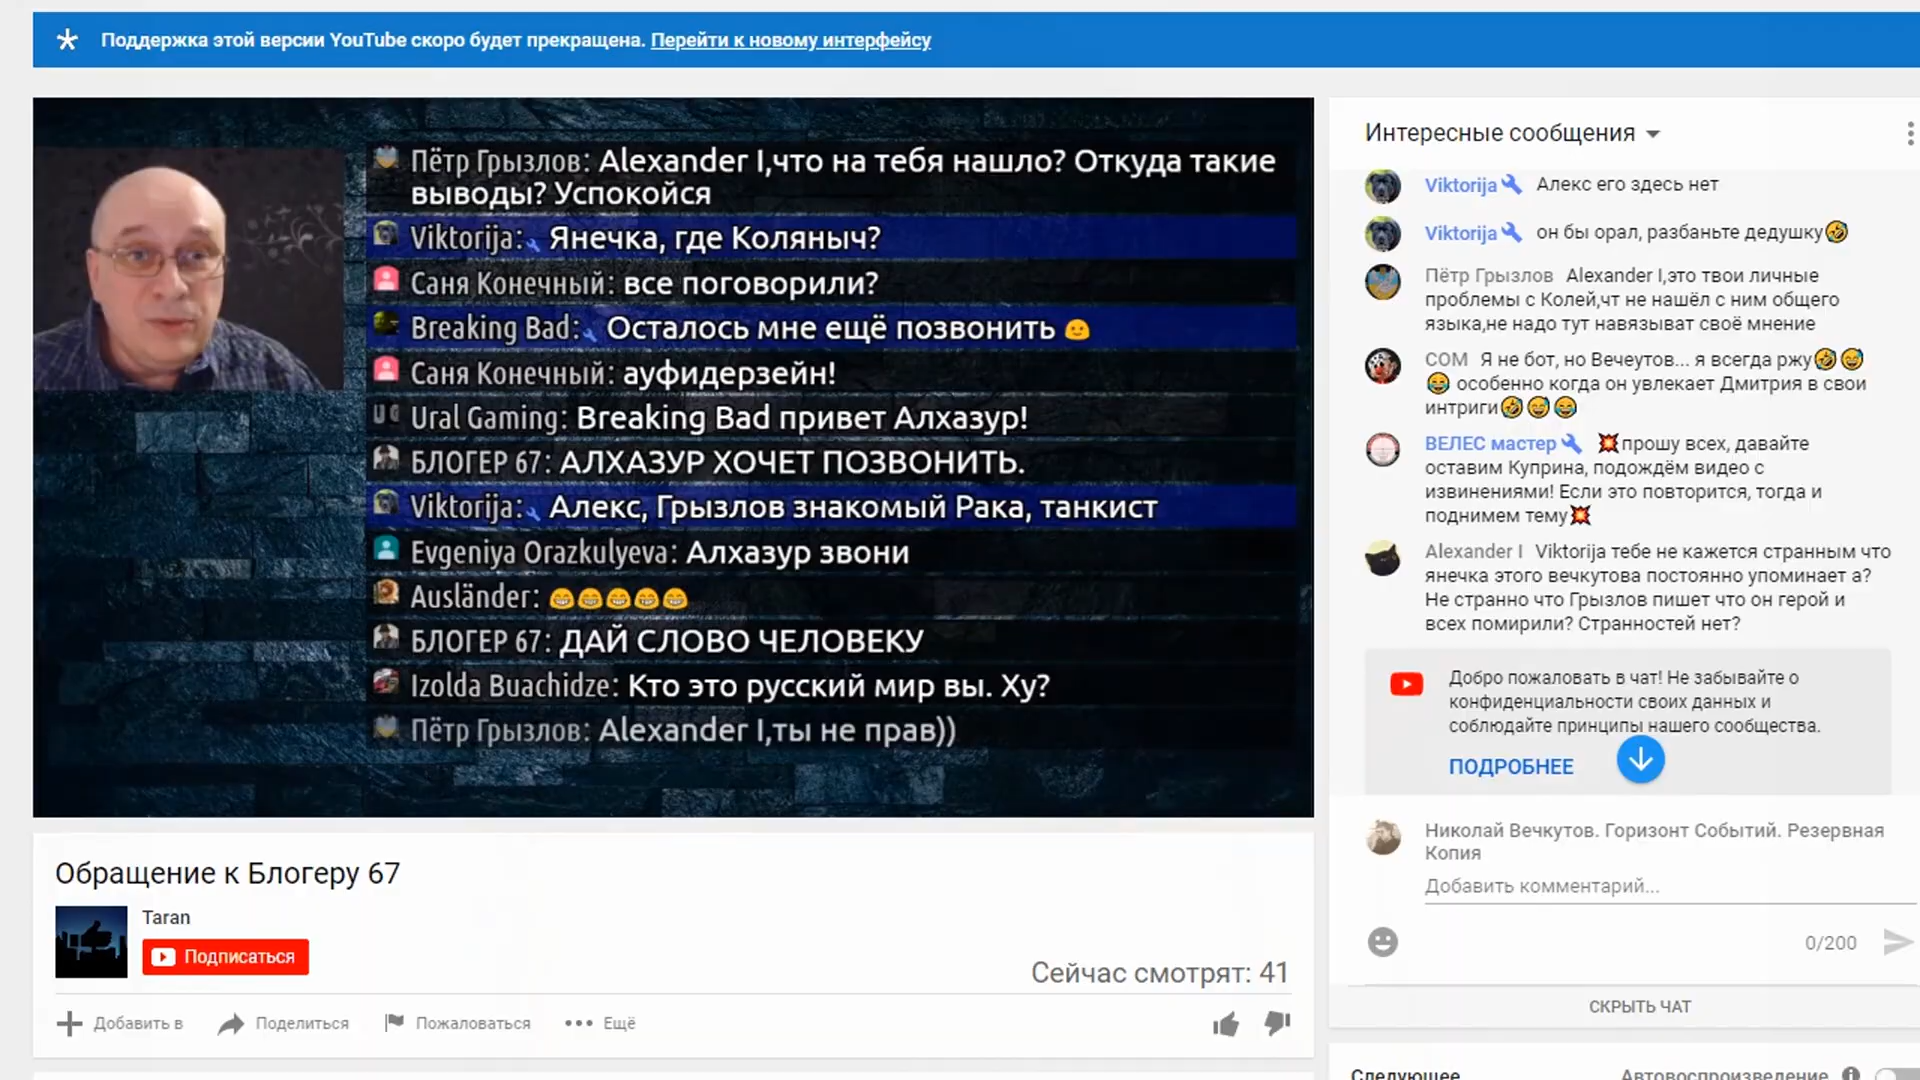 Поддержка этой версии YouTube скоро будет прекращена. Перейти к новому интерфейсу
Пётр Грызлов: Alexander I,что на тебя нашло? Откуда такие
выводы? Успокойся
Viktorija: Янечка, где Коляныч?
Саня Конечный: все поговорили?
Breaking Bad: Осталось мне ещё позвонить 🙂
Саня Конечный: ауфидерзейн!
Ural Gaming: Breaking Bad привет Алхазур!
БЛОГЕР 67: АЛХАЗУР ХОЧЕТ ПОЗВОНИТЬ.
Viktorija: Алекс, Грызлов знакомый Рака, танкист
Evgeniya Orazkulyeva: Алхазур звони
Ausländer: 😂😂😂😂😂
БЛОГЕР 67: ДАЙ СЛОВО ЧЕЛОВЕКУ
Izolda Buachidze: Кто это русский мир вы. Ху?
Пётр Грызлов: Alexander I,ты не прав))
Обращение к Блогеру 67
Taran
Подписаться
Сейчас смотрят: 41
Добавить в Поделиться Пожаловаться Ещё
Интересные сообщения
Viktorija Алекс его здесь нет
Viktorija он бы орал, разбаньте дедушку🤣
Пётр Грызлов Alexander I,это твои личные
проблемы с Колей,чт не нашёл с ним общего
языка,не надо тут навязыват своё мнение
COM Я не бот, но Вечеутов... я всегда ржу🤣😅
😂 особенно когда он увлекает Дмитрия в свои
интриги🤣😅😂
ВЕЛЕС мастер 💥прошу всех, давайте
оставим Куприна, подождём видео с
извинениями! Если это повторится, тогда и
поднимем тему💥
Alexander I Viktorija тебе не кажется странным что
янечка этого вечкутова постоянно упоминает а?
Не странно что Грызлов пишет что он герой и
всех помирили? Странностей нет?
Добро пожаловать в чат! Не забывайте о
конфиденциальности своих данных и
соблюдайте принципы нашего сообщества.
ПОДРОБНЕЕ
Николай Вечкутов. Горизонт Событий. Резервная
Копия
Добавить комментарий...
0/200
СКРЫТЬ ЧАТ
Следующее Автовоспроизведение